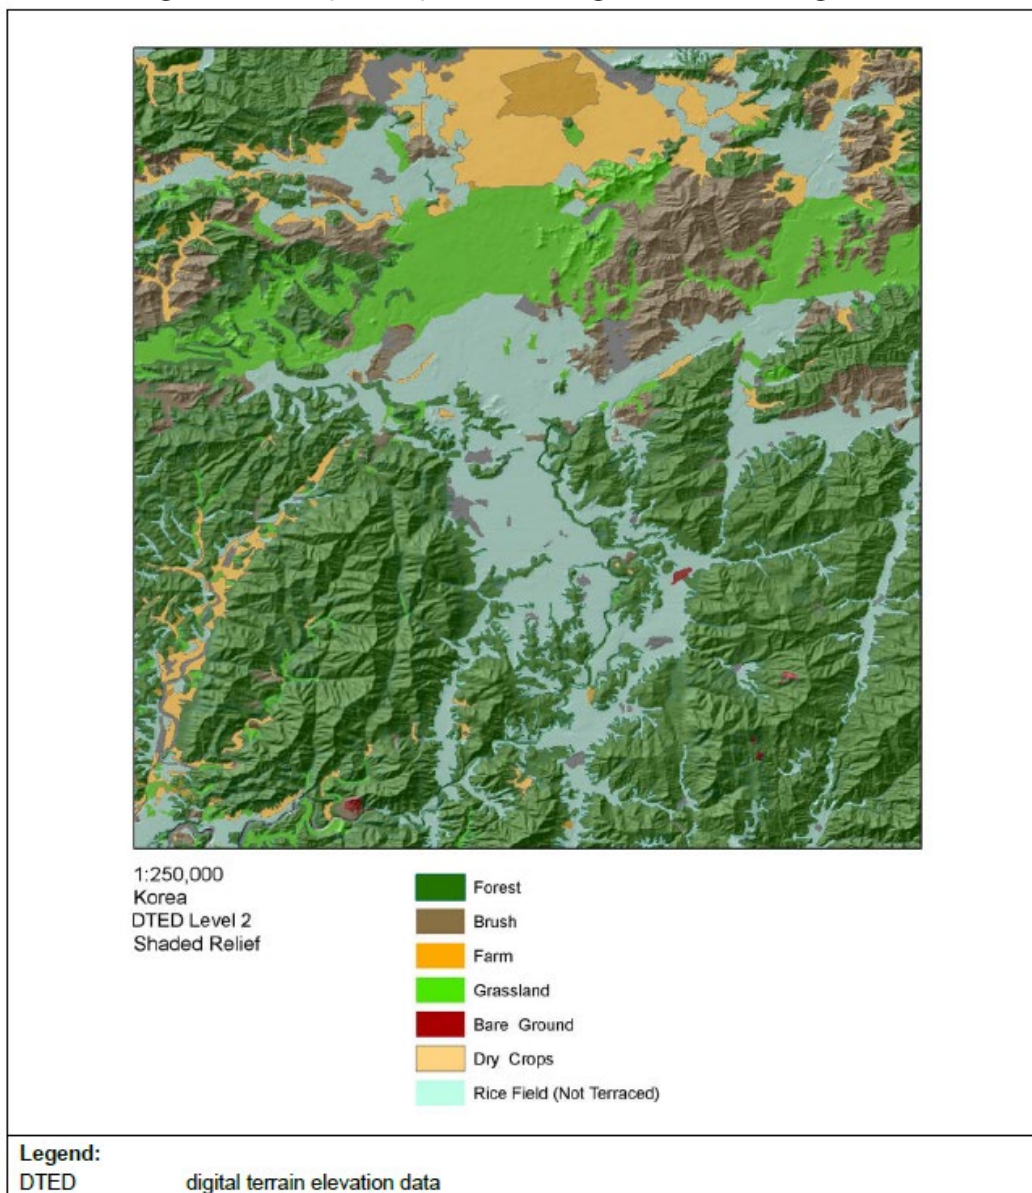 1:250,000
Korea
DTED Level 2
Shaded Relief
Forest
Brush
Farm
Grassland
Bare Ground
Dry Crops
Rice Field (Not Terraced)
Legend:
DTED digital terrain elevation data